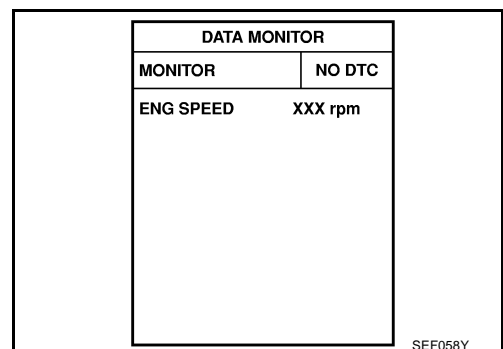 DATA MONITOR
MONITOR NO DTC
ENG SPEED XXX rpm
SEF058Y